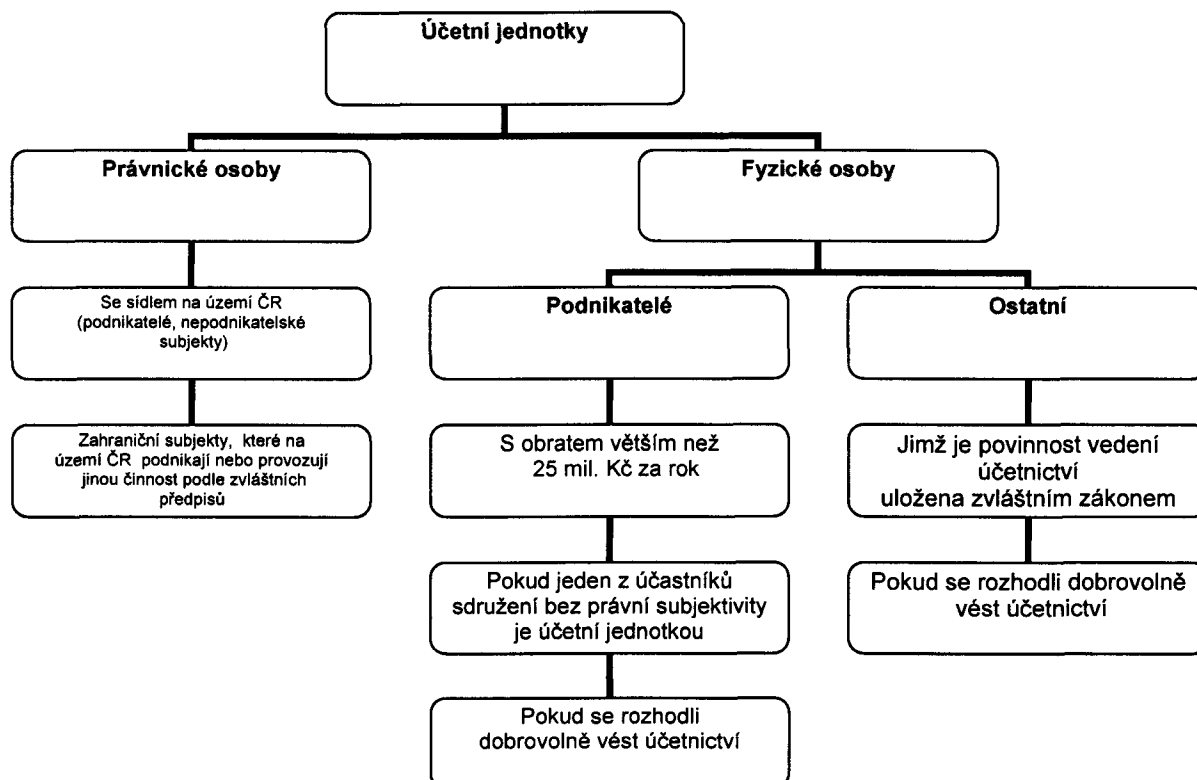 Účetní jednotky
Právnické osoby
Fyzické osoby
Se sídlem na území ČR
(podnikatelé, nepodnikatelské
subjekty)
Podnikatelé
Ostatní
Zahraniční subjekty, které na
území ČR podnikají nebo provozují
jinou činnost podle zvláštních
předpisů
S obratem větším než
25 mil. Kč za rok
Jimž je povinnost vedení
účetnictví
uložena zvláštním zákonem
Pokud jeden z účastníků
sdružení bez právní subjektivity
je účetní jednotkou
Pokud se rozhodli dobrovolně
vést účetnictví
Pokud se rozhodli
dobrovolně vést účetnictví